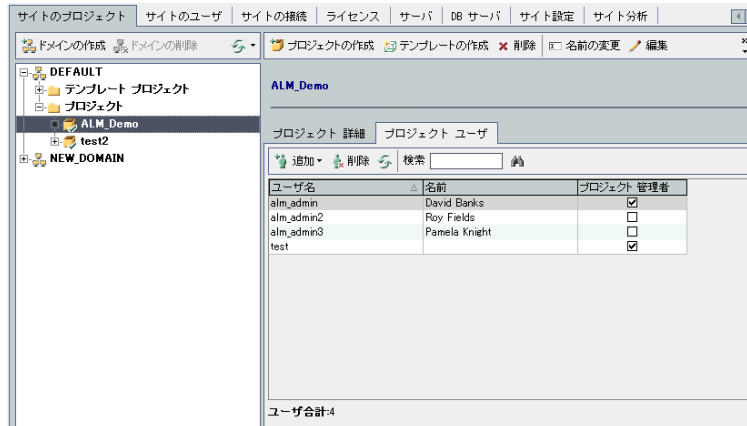 サイトのプロジェクト サイトのユーザ サイトの接続 ライセンス サーバ DB サーバ サイト設定 サイト分析
ドメインの作成 ドメインの削除 プロジェクトの作成 テンプレートの作成 削除 名前の変更 編集
DEFAULT
テンプレート プロジェクト
プロジェクト
ALM_Demo
test2
NEW_DOMAIN
ALM_Demo
プロジェクト 詳細 プロジェクト ユーザ
追加 削除 検索
ユーザ名 名前 プロジェクト 管理者
alm_admin David Banks
alm_admin2 Roy Fields
alm_admin3 Pamela Knight
test
ユーザ合計:4